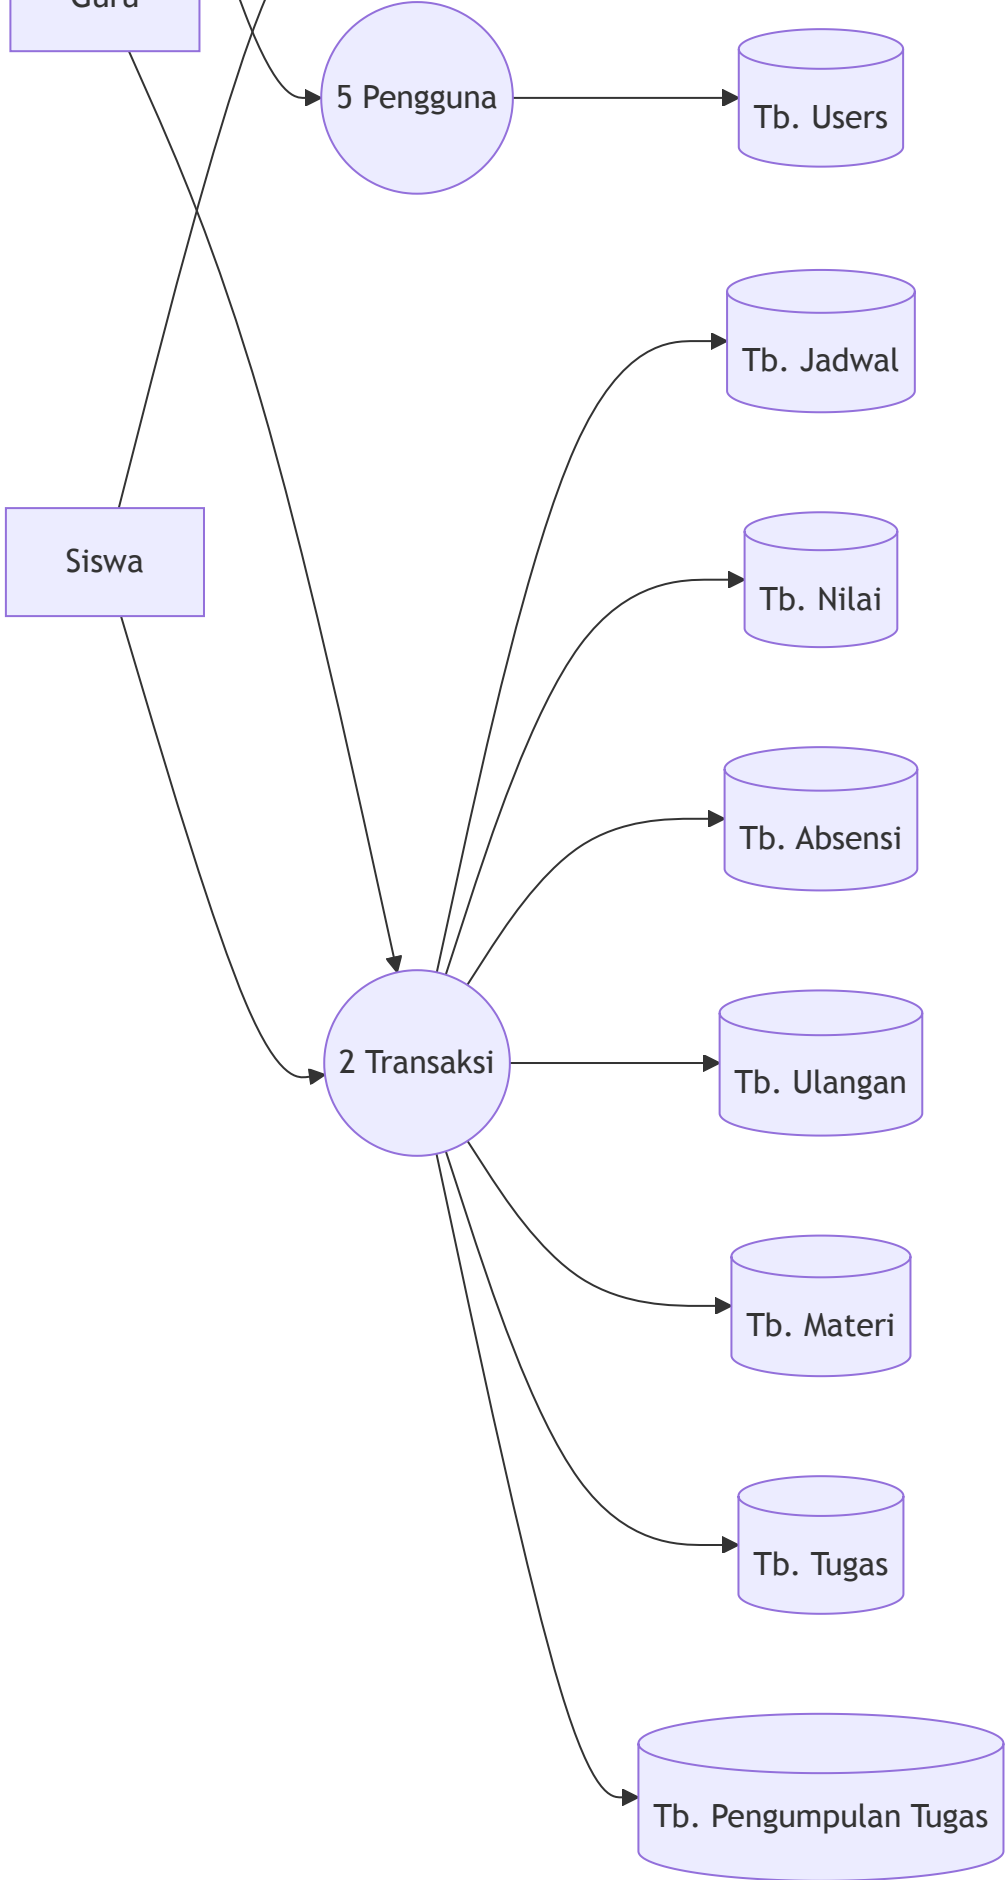 Guru
5 Pengguna
Tb. Users
Tb. Jadwal
Siswa
Tb. Nilai
Tb. Absensi
2 Transaksi
Tb. Ulangan
Tb. Materi
Tb. Tugas
Tb. Pengumpulan Tugas